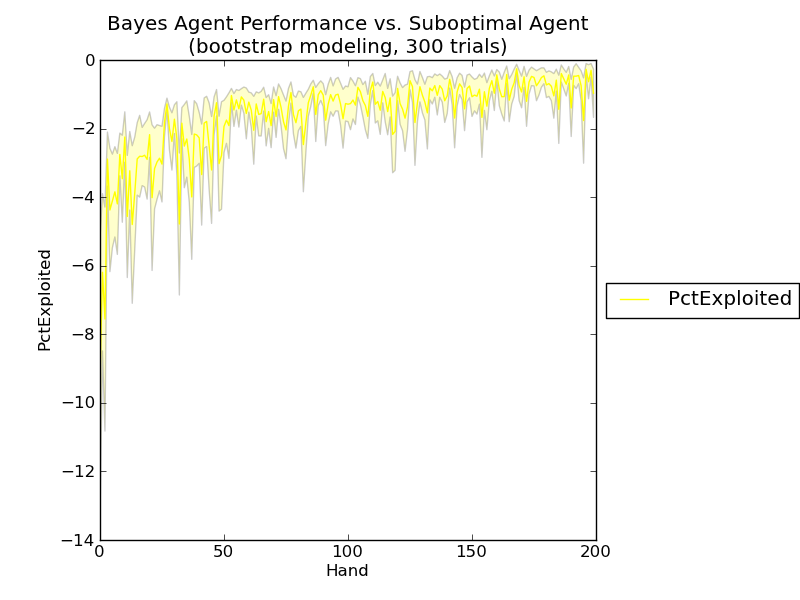 Bayes Agent Performance vs. Suboptimal Agent
(bootstrap modeling, 300 trials)
0
−2
−4
−6
−8
−10
−12
−14
PctExploited
0 50 100 150 200
Hand
PctExploited